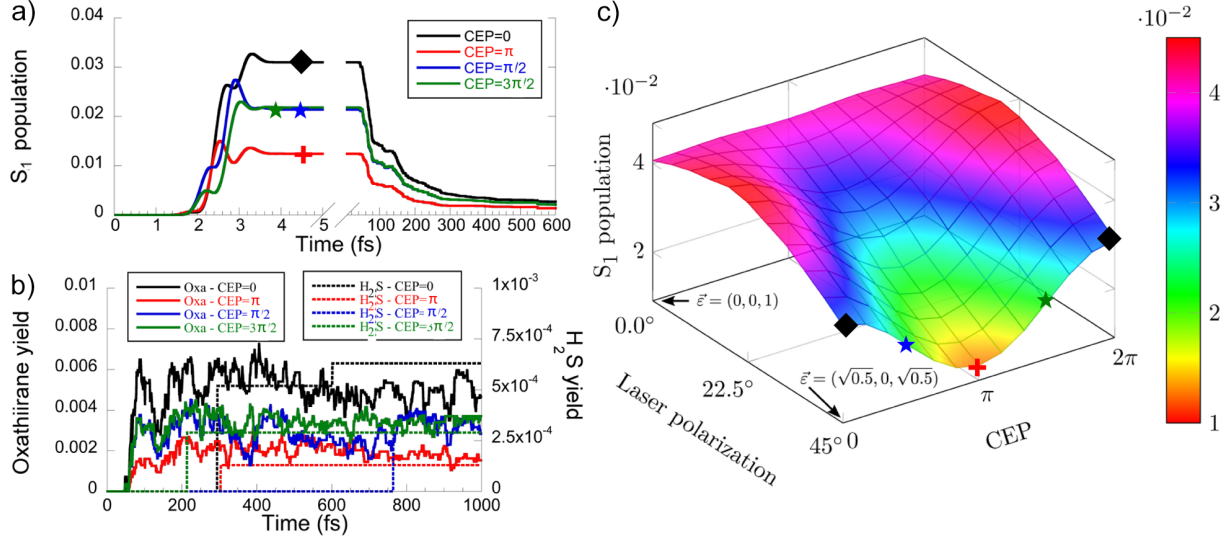 a)
S1 population
0.04
0.03
0.02
0.01
0
CEP=0
CEP=π
CEP=π/2
CEP=3π/2
0 1 2 3 4 5 100 200 300 400 500 600
Time (fs)
b)
Oxathiirane yield
0.01
0.008
0.006
0.004
0.002
0
Oxa - CEP=0
Oxa - CEP=π
Oxa - CEP=π/2
Oxa - CEP=3π/2
H2S - CEP=0
H2S - CEP=π
H2S - CEP=π/2
H2S - CEP=3π/2
1x10-3
7.5x10-4
5x10-4
2.5x10-4
0
H2S yield
0 200 400 600 800 1000
Time (fs)
c)
·10−2
S1 population
4
2
ε⃗ = (0, 0, 1)
0.0°
22.5°
45°
Laser polarization
ε⃗ = (√0.5, 0, √0.5)
0
π
2π
CEP
·10−2
4
3
2
1